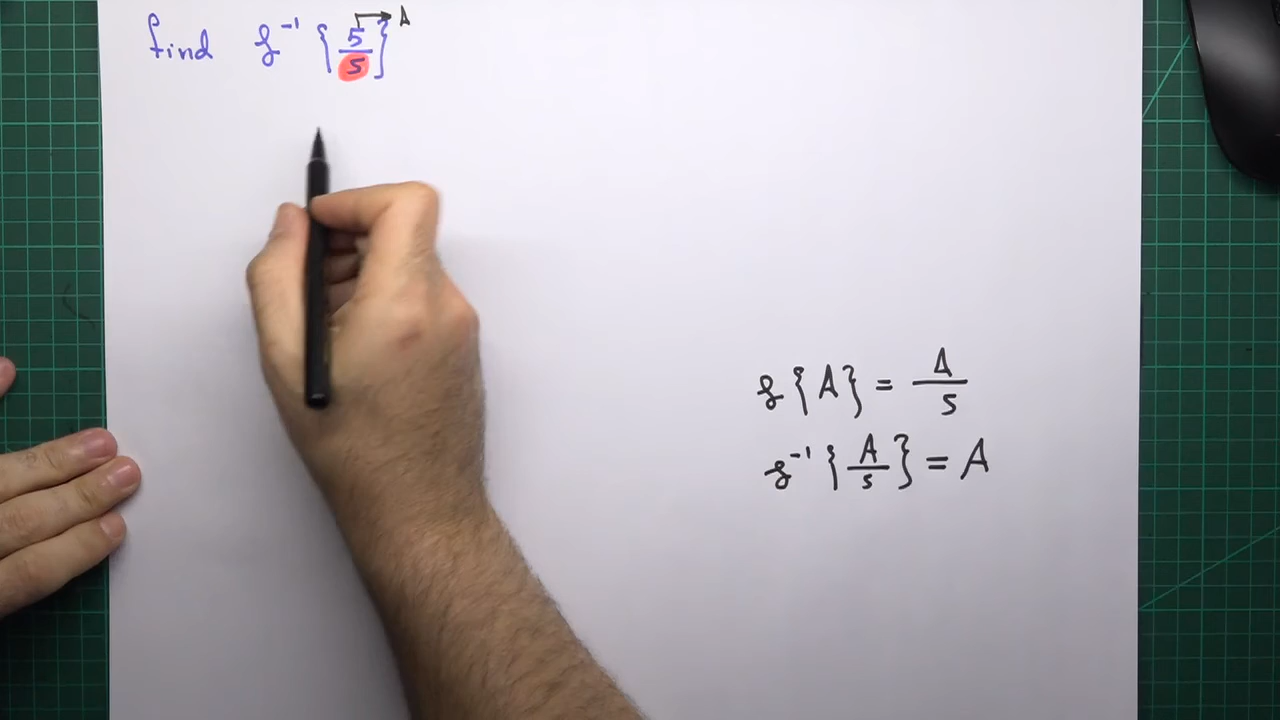 find ℒ⁻¹ { 5/s } → A
ℒ { A } = A/s
ℒ⁻¹ { A/s } = A